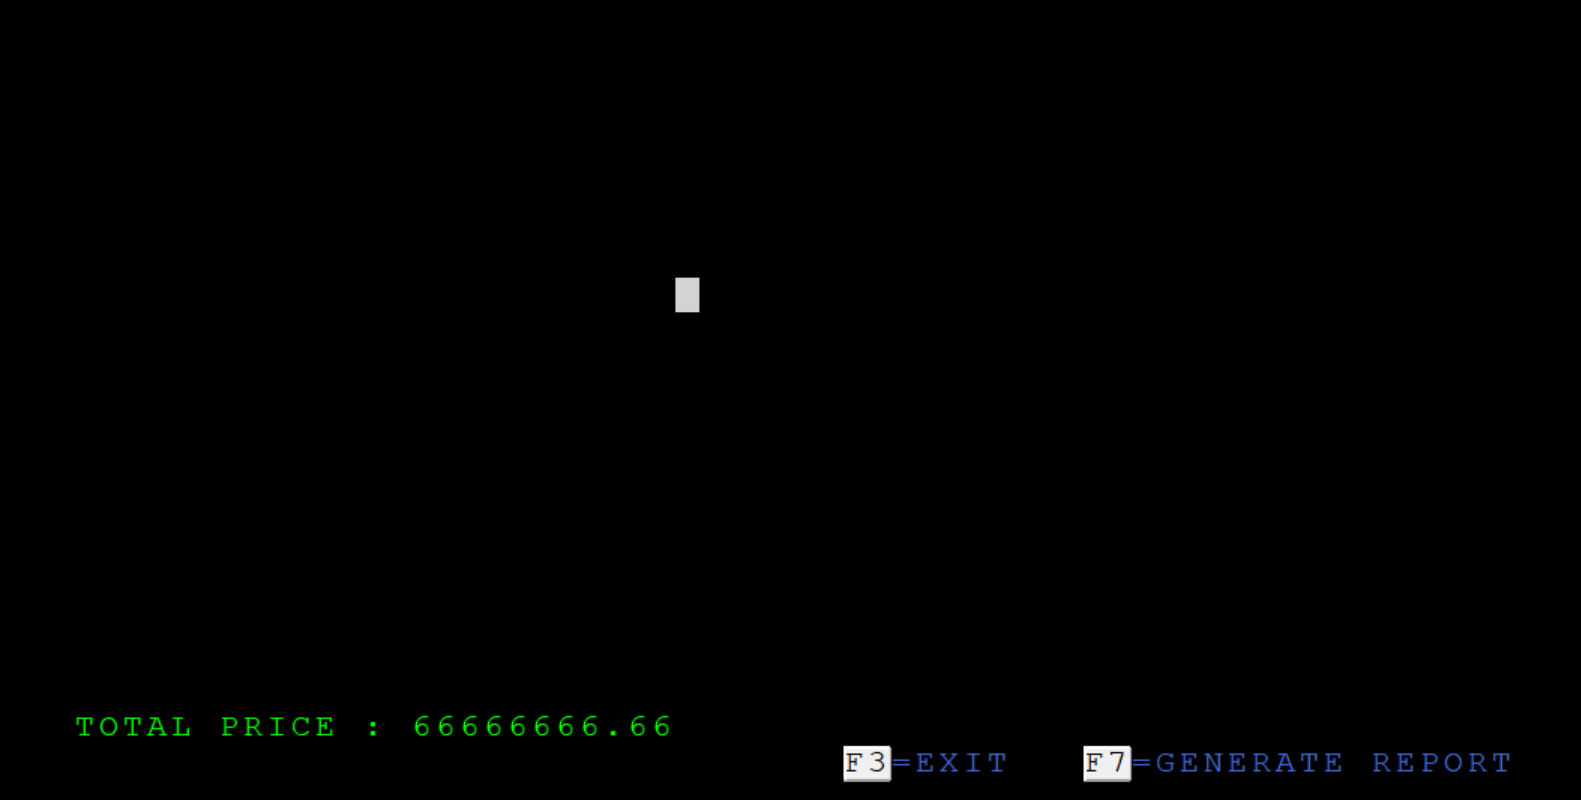 TOTAL PRICE : 66666666.66
F3=EXIT F7=GENERATE REPORT